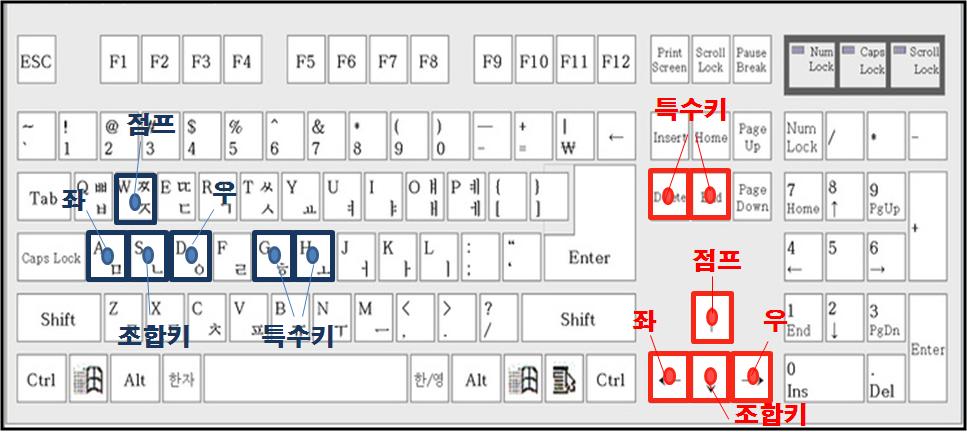 ESC F1 F2 F3 F4 F5 F6 F7 F8 F9 F10 F11 F12 Print Screen Scroll Lock Pause Break Num Lock Caps Lock Scroll Lock
점프 특수키
~ ` ! 1 @ 2 3 $ 4 % 5 ^ 6 & 7 * 8 ( 9 ) 0 — - + = | ₩ ← Insert Home Page Up Num Lock / * -
좌 우
Tab Q ㅃ ㅂ W ㅉ ㅈ E ㄸ ㄷ R ㄱ T ㅆ ㅅ Y ㅛ U ㅕ I ㅑ O ㅒ ㅐ P ㅖ ㅔ { [ } ] Page Down 7 Home 8 ↑ 9 PgUp +
Caps Lock A ㅁ S ㄴ D ㅇ F ㄹ G ㅎ H ㅗ J ㅓ K ㅏ L ㅣ : ; “ ‘ Enter 4 ← 5 6 →
점프
Shift Z X C ㅊ V ㅍ B N ㅜ M ㅡ < , > . ? / Shift 1 End 2 ↓ 3 PgDn Enter
조합키 특수키 좌 우
Ctrl Alt 한자 한/영 Alt Ctrl ← ↓ → 0 Ins . Del
조합키